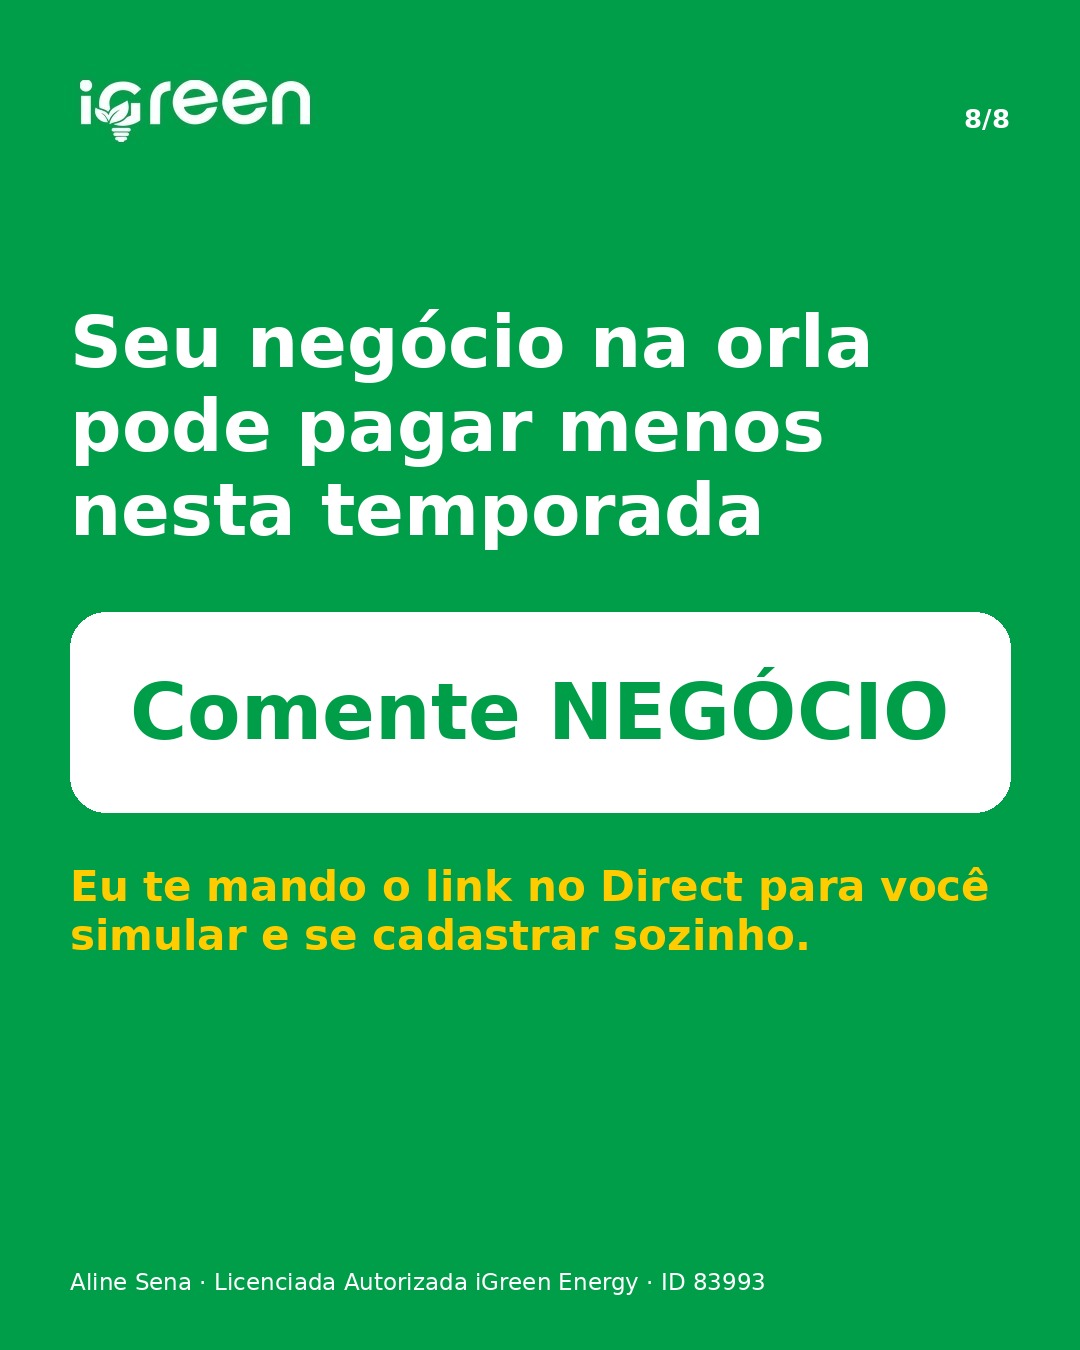 iGreen
8/8
Seu negócio na orla
pode pagar menos
nesta temporada
Comente NEGÓCIO
Eu te mando o link no Direct para você
simular e se cadastrar sozinho.
Aline Sena · Licenciada Autorizada iGreen Energy · ID 83993